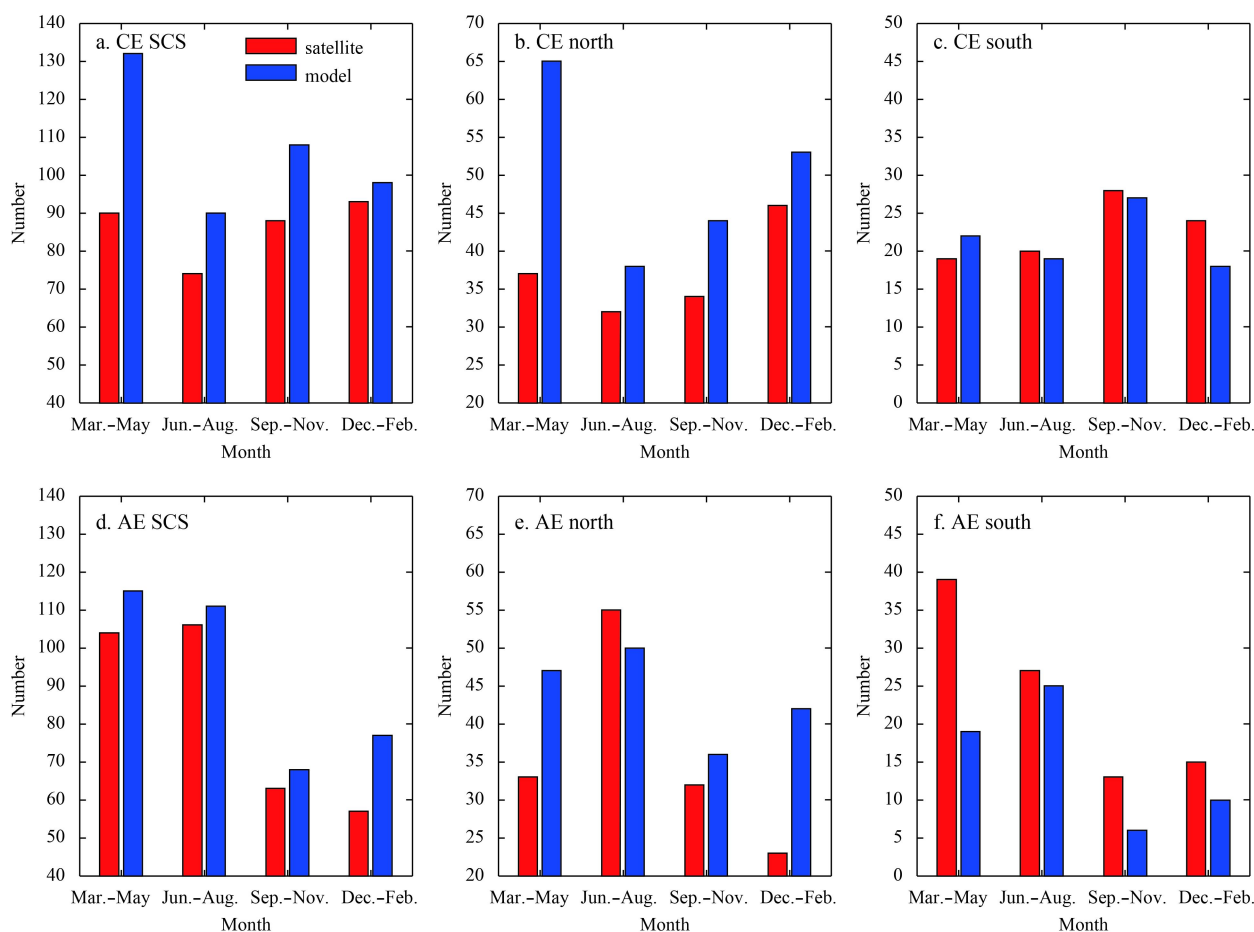 a. CE SCS
satellite
model
140
130
120
110
100
90
80
70
60
50
40
Number
Mar.–May Jun.–Aug. Sep.–Nov. Dec.–Feb.
Month
b. CE north
70
65
60
55
50
45
40
35
30
25
20
Number
Mar.–May Jun.–Aug. Sep.–Nov. Dec.–Feb.
Month
c. CE south
50
45
40
35
30
25
20
15
10
5
0
Number
Mar.–May Jun.–Aug. Sep.–Nov. Dec.–Feb.
Month
d. AE SCS
140
130
120
110
100
90
80
70
60
50
40
Number
Mar.–May Jun.–Aug. Sep.–Nov. Dec.–Feb.
Month
e. AE north
70
65
60
55
50
45
40
35
30
25
20
Number
Mar.–May Jun.–Aug. Sep.–Nov. Dec.–Feb.
Month
f. AE south
50
45
40
35
30
25
20
15
10
5
0
Number
Mar.–May Jun.–Aug. Sep.–Nov. Dec.–Feb.
Month